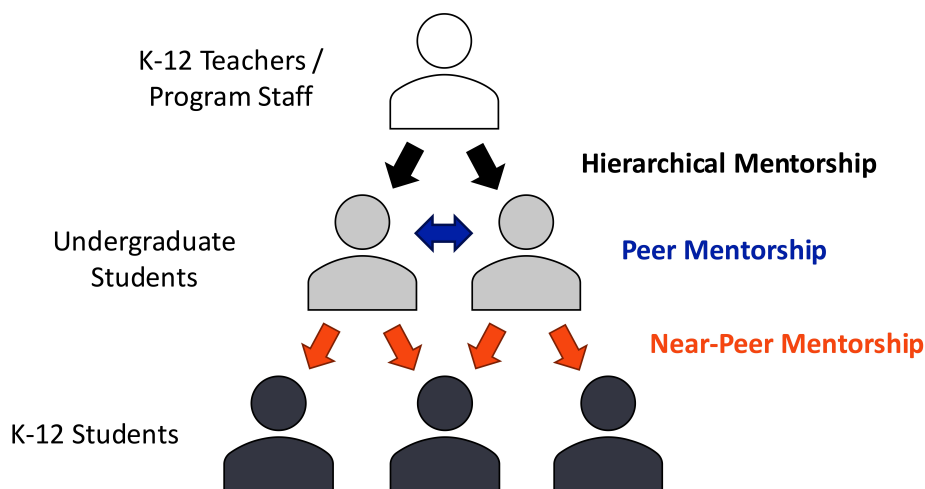 K-12 Teachers /
Program Staff
Hierarchical Mentorship
Undergraduate
Students
Peer Mentorship
Near-Peer Mentorship
K-12 Students